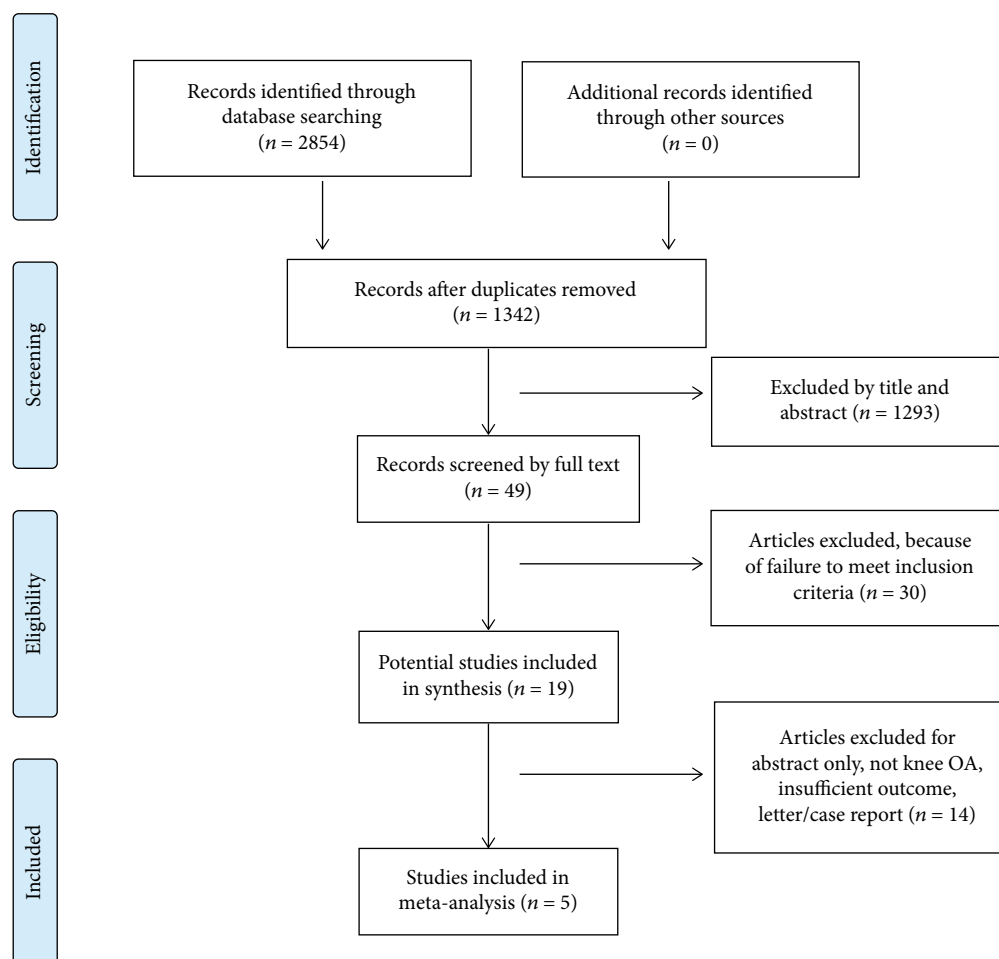 Identification
Records identified through
database searching
(n = 2854)
Additional records identified
through other sources
(n = 0)
Screening
Records after duplicates removed
(n = 1342)
Excluded by title and
abstract (n = 1293)
Records screened by full text
(n = 49)
Eligibility
Articles excluded, because
of failure to meet inclusion
criteria (n = 30)
Potential studies included
in synthesis (n = 19)
Included
Articles excluded for
abstract only, not knee OA,
insufficient outcome,
letter/case report (n = 14)
Studies included in
meta-analysis (n = 5)